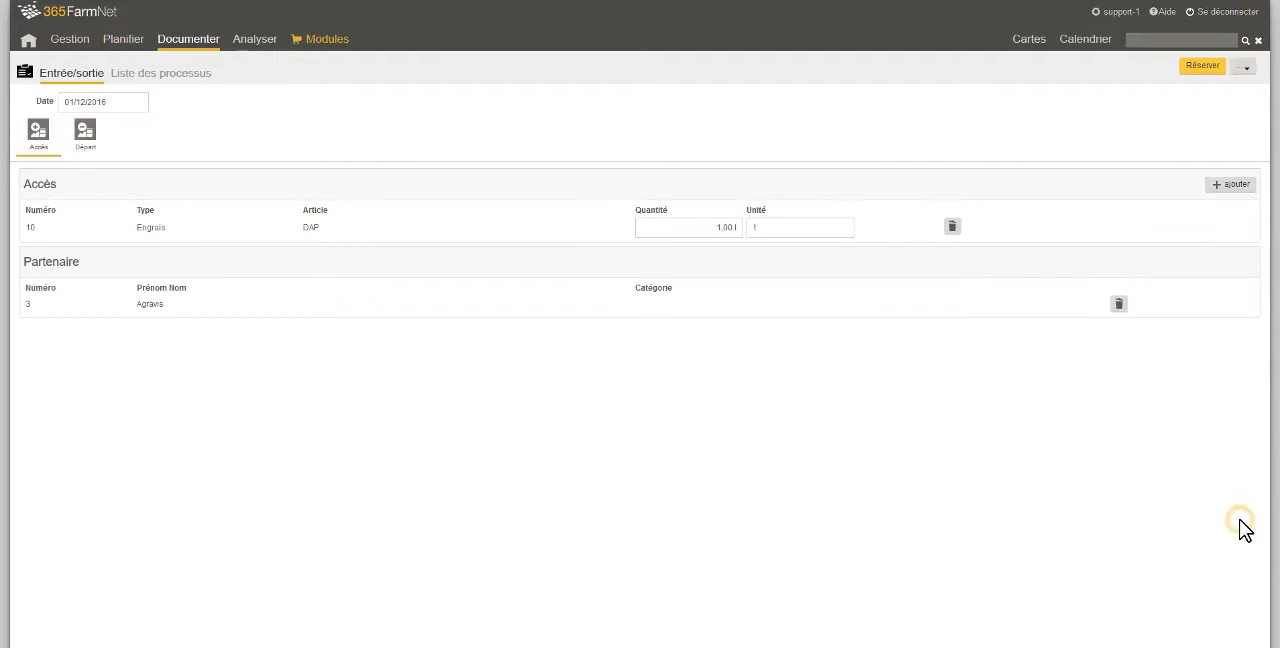 365FarmNet
support-1 Aide Se déconnecter
Gestion Planifier Documenter Analyser Modules Cartes Calendrier
Entrée/sortie Liste des processus Réserver ...
Date 01/12/2016
Accès Départ
Accès + ajouter
Numéro Type Article Quantité Unité
10 Engrais DAP 1,00 l l
Partenaire
Numéro Prénom Nom Catégorie
3 Agravis